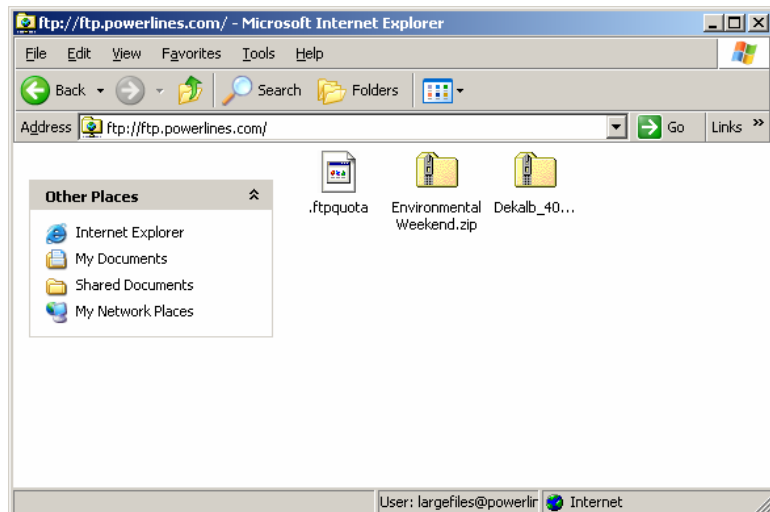 ftp://ftp.powerlines.com/ - Microsoft Internet Explorer
File Edit View Favorites Tools Help
Back Search Folders
Address ftp://ftp.powerlines.com/ Go Links »
Other Places
Internet Explorer
My Documents
Shared Documents
My Network Places
.ftpquota
Environmental
Weekend.zip
Dekalb_40...
User: largefiles@powerlin Internet